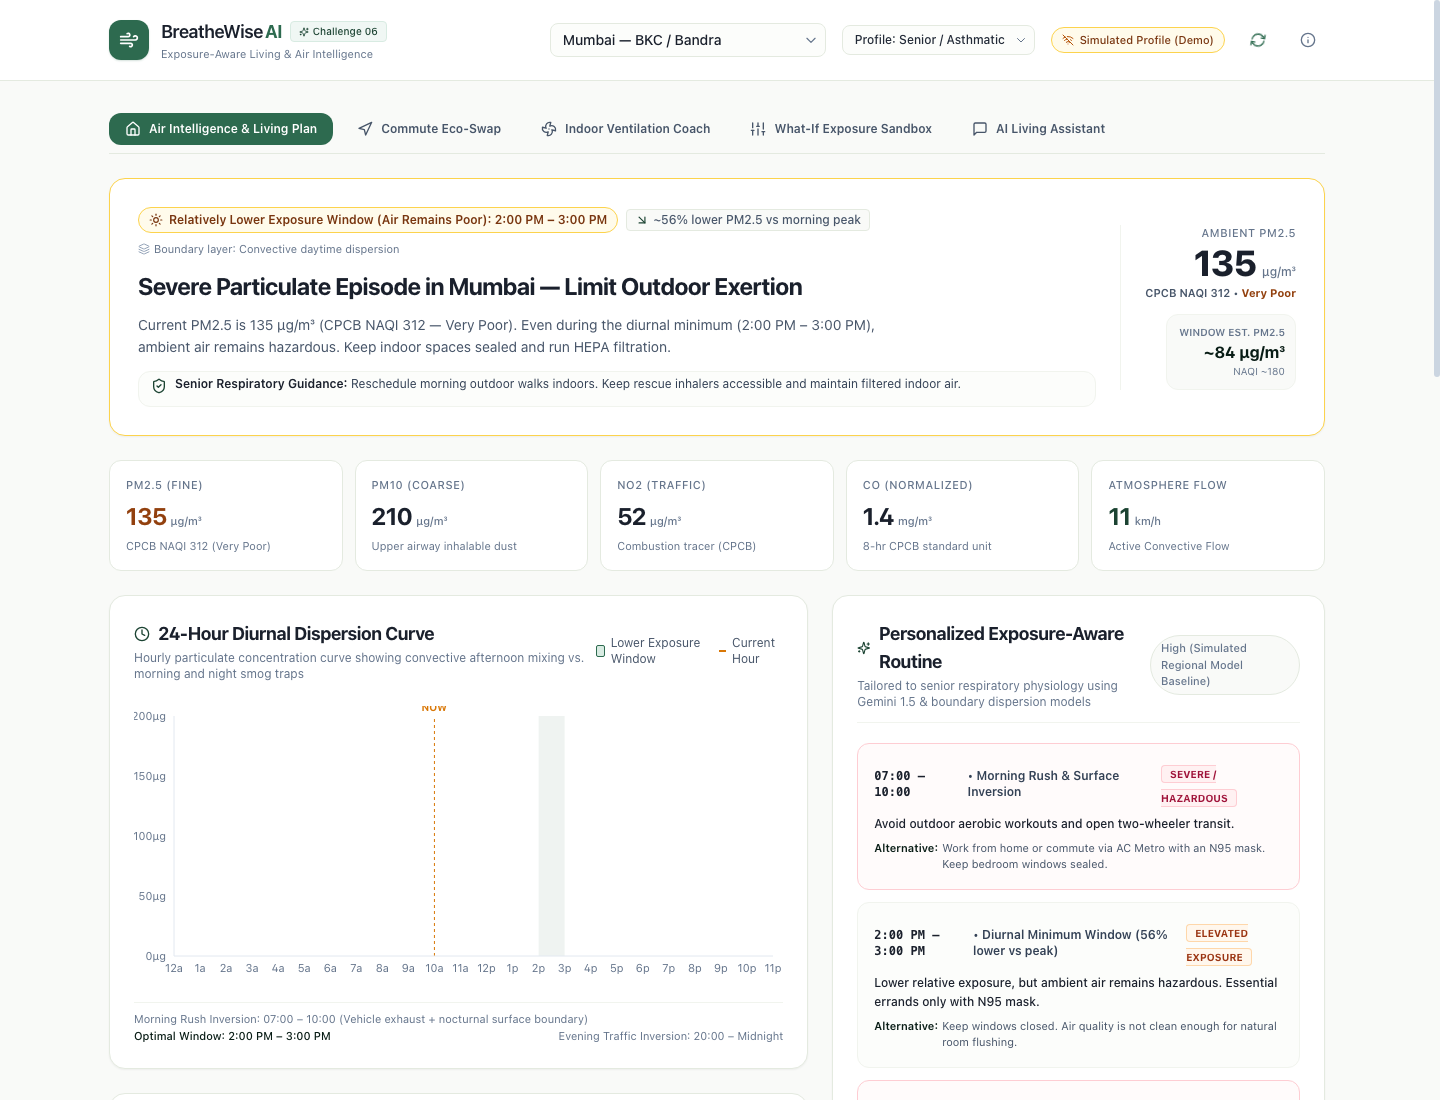 BreatheWise AI
Challenge 06
Exposure-Aware Living & Air Intelligence
Mumbai — BKC / Bandra
Profile: Senior / Asthmatic
Simulated Profile (Demo)
Air Intelligence & Living Plan
Commute Eco-Swap
Indoor Ventilation Coach
What-If Exposure Sandbox
AI Living Assistant
Relatively Lower Exposure Window (Air Remains Poor): 2:00 PM – 3:00 PM
~56% lower PM2.5 vs morning peak
Boundary layer: Convective daytime dispersion
Severe Particulate Episode in Mumbai — Limit Outdoor Exertion
Current PM2.5 is 135 µg/m³ (CPCB NAQI 312 — Very Poor). Even during the diurnal minimum (2:00 PM – 3:00 PM),
ambient air remains hazardous. Keep indoor spaces sealed and run HEPA filtration.
Senior Respiratory Guidance: Reschedule morning outdoor walks indoors. Keep rescue inhalers accessible and maintain filtered indoor air.
AMBIENT PM2.5
135 µg/m³
CPCB NAQI 312 • Very Poor
WINDOW EST. PM2.5
~84 µg/m³
NAQI ~180
PM2.5 (FINE)
135 µg/m³
CPCB NAQI 312 (Very Poor)
PM10 (COARSE)
210 µg/m³
Upper airway inhalable dust
NO2 (TRAFFIC)
52 µg/m³
Combustion tracer (CPCB)
CO (NORMALIZED)
1.4 mg/m³
8-hr CPCB standard unit
ATMOSPHERE FLOW
11 km/h
Active Convective Flow
24-Hour Diurnal Dispersion Curve
Hourly particulate concentration curve showing convective afternoon mixing vs.
morning and night smog traps
Lower Exposure
Window
Current
Hour
NOW
200µg
150µg
100µg
50µg
0µg
12a 1a 2a 3a 4a 5a 6a 7a 8a 9a 10a 11a 12p 1p 2p 3p 4p 5p 6p 7p 8p 9p 10p 11p
Morning Rush Inversion: 07:00 – 10:00 (Vehicle exhaust + nocturnal surface boundary)
Optimal Window: 2:00 PM – 3:00 PM
Evening Traffic Inversion: 20:00 – Midnight
Personalized Exposure-Aware
Routine
Tailored to senior respiratory physiology using
Gemini 1.5 & boundary dispersion models
High (Simulated
Regional Model
Baseline)
07:00 –
10:00
• Morning Rush & Surface
Inversion
SEVERE /
HAZARDOUS
Avoid outdoor aerobic workouts and open two-wheeler transit.
Alternative: Work from home or commute via AC Metro with an N95 mask.
Keep bedroom windows sealed.
2:00 PM –
3:00 PM
• Diurnal Minimum Window (56%
lower vs peak)
ELEVATED
EXPOSURE
Lower relative exposure, but ambient air remains hazardous. Essential
errands only with N95 mask.
Alternative: Keep windows closed. Air quality is not clean enough for natural
room flushing.